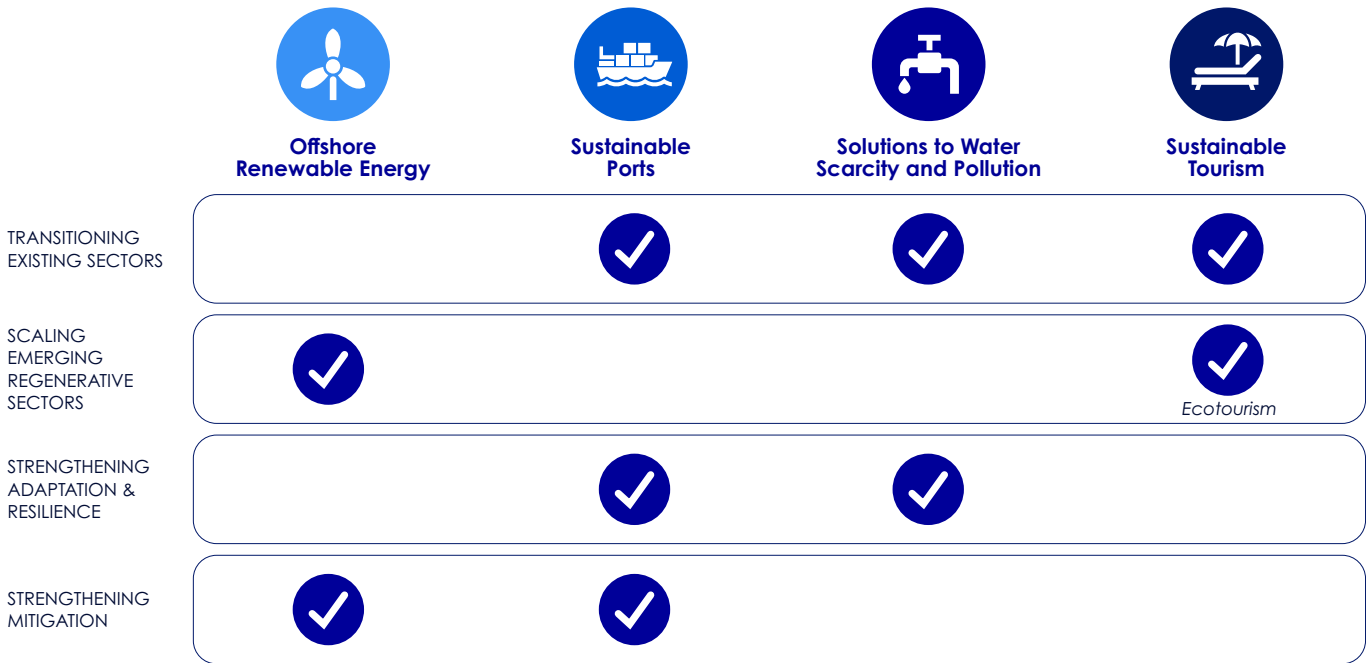 Offshore
Renewable Energy
Sustainable
Ports
Solutions to Water
Scarcity and Pollution
Sustainable
Tourism
TRANSITIONING
EXISTING SECTORS
SCALING
EMERGING
REGENERATIVE
SECTORS
Ecotourism
STRENGTHENING
ADAPTATION &
RESILIENCE
STRENGTHENING
MITIGATION